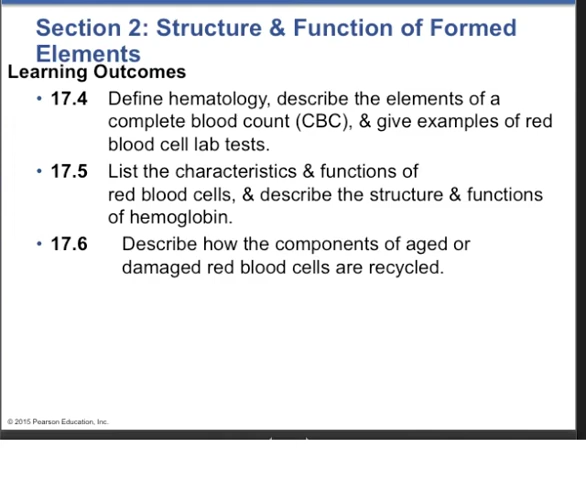 Section 2: Structure & Function of Formed
Elements
Learning Outcomes
• 17.4 Define hematology, describe the elements of a
complete blood count (CBC), & give examples of red
blood cell lab tests.
• 17.5 List the characteristics & functions of
red blood cells, & describe the structure & functions
of hemoglobin.
• 17.6 Describe how the components of aged or
damaged red blood cells are recycled.
© 2015 Pearson Education, Inc.